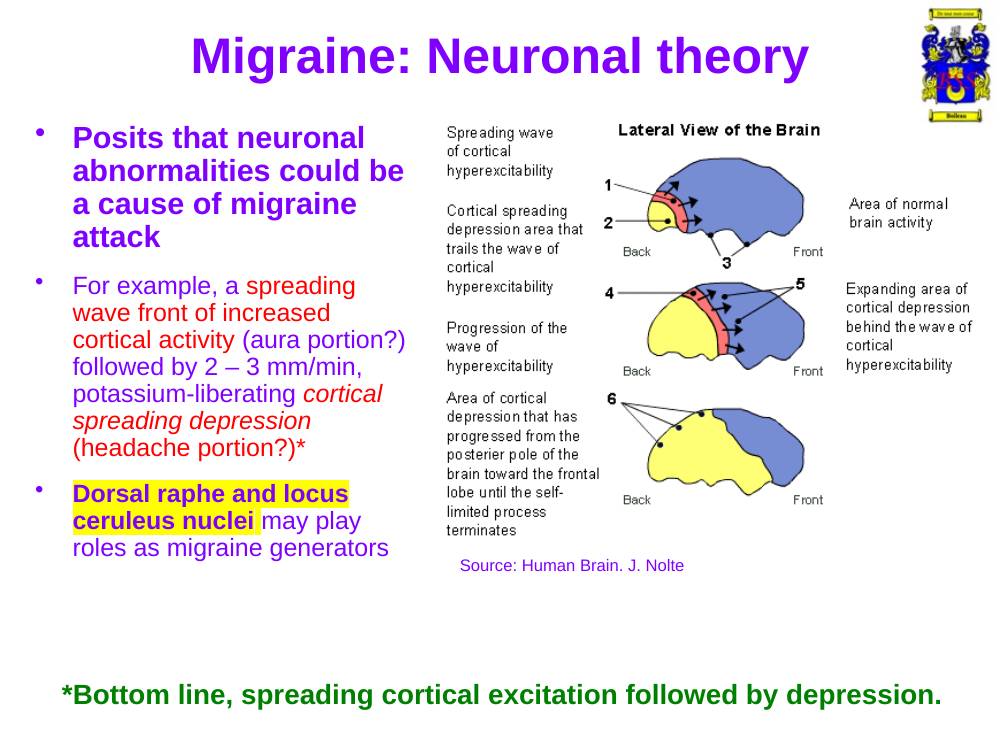 Migraine: Neuronal theory
• Posits that neuronal
abnormalities could be
a cause of migraine
attack
• For example, a spreading
wave front of increased
cortical activity (aura portion?)
followed by 2 – 3 mm/min,
potassium-liberating cortical
spreading depression
(headache portion?)*
• Dorsal raphe and locus
ceruleus nuclei may play
roles as migraine generators
Lateral View of the Brain
Spreading wave
of cortical
hyperexcitability
Cortical spreading
depression area that
trails the wave of
cortical
hyperexcitability
Progression of the
wave of
hyperexcitability
Area of cortical
depression that has
progressed from the
posterior pole of the
brain toward the frontal
lobe until the self-
limited process
terminates
1
2
3
Back
Front
4
5
Back
Front
6
Back
Front
Area of normal
brain activity
Expanding area of
cortical depression
behind the wave of
cortical
hyperexcitability
Source: Human Brain. J. Nolte
*Bottom line, spreading cortical excitation followed by depression.